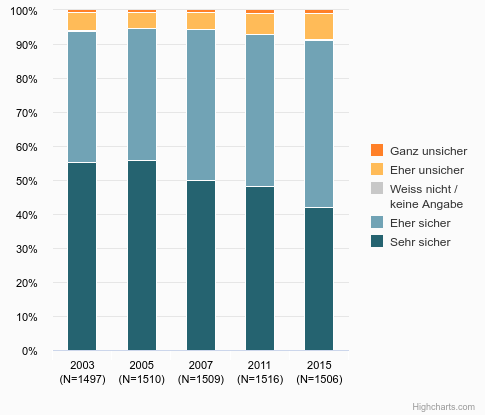 100%
90%
80%
70%
60%
50%
40%
30%
20%
10%
0%
2003
(N=1497)
2005
(N=1510)
2007
(N=1509)
2011
(N=1516)
2015
(N=1506)
Ganz unsicher
Eher unsicher
Weiss nicht /
keine Angabe
Eher sicher
Sehr sicher
Highcharts.com